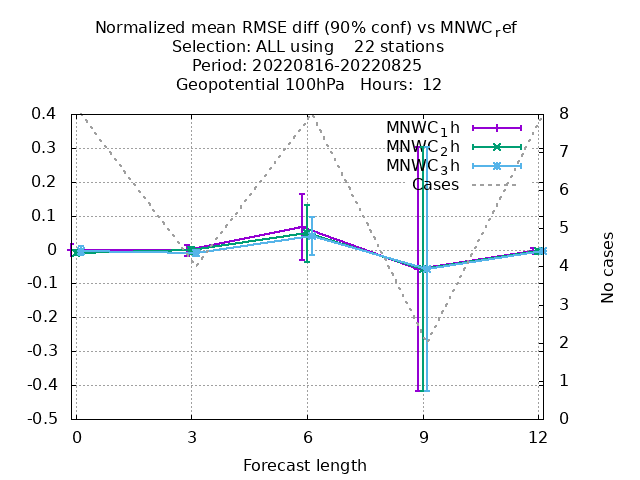 Normalized mean RMSE diff (90% conf) vs MNWC_ref
Selection: ALL using    22 stations
Period: 20220816-20220825
Geopotential 100hPa   Hours:  12
MNWC_1h
MNWC_2h
MNWC_3h
Cases
0.4
0.3
0.2
0.1
0
-0.1
-0.2
-0.3
-0.4
-0.5
8
7
6
5
4
3
2
1
0
No cases
0 3 6 9 12
Forecast length